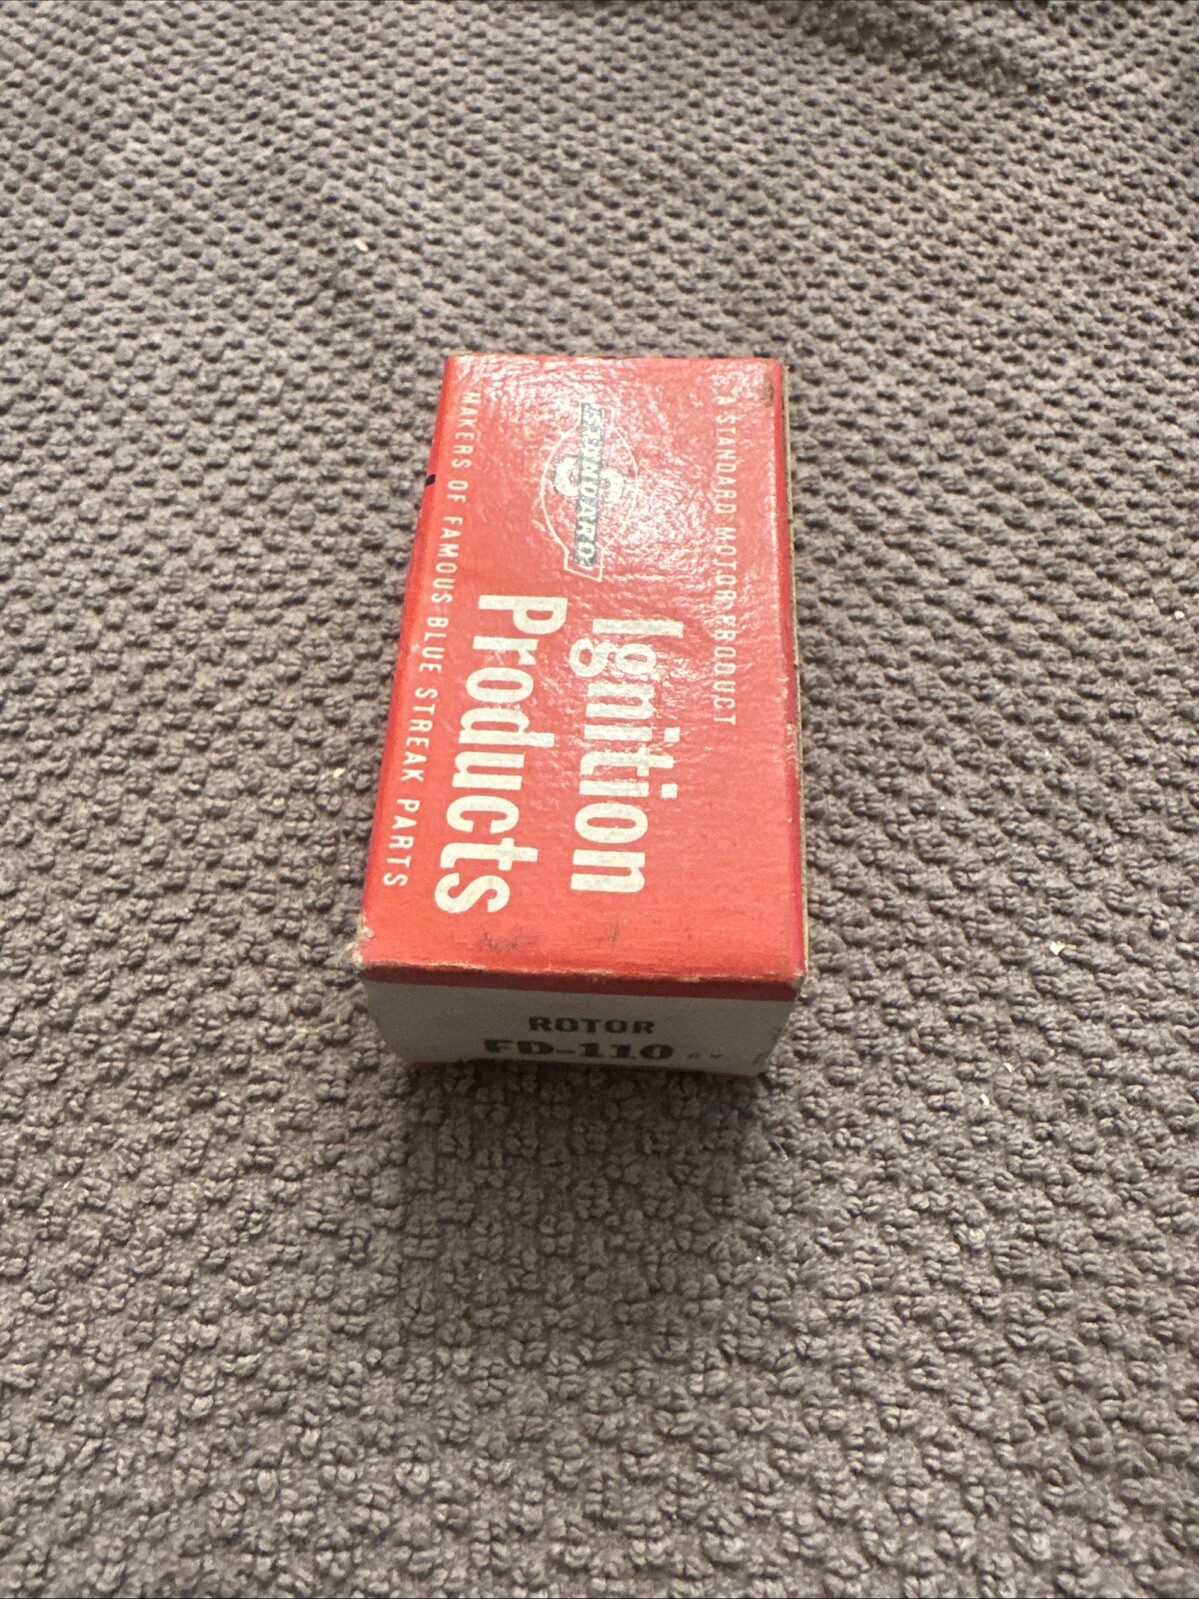 A STANDARD MOTOR PRODUCT
S
STANDARD
Ignition
Products
MAKERS OF FAMOUS BLUE STREAK PARTS
ROTOR
FD-110